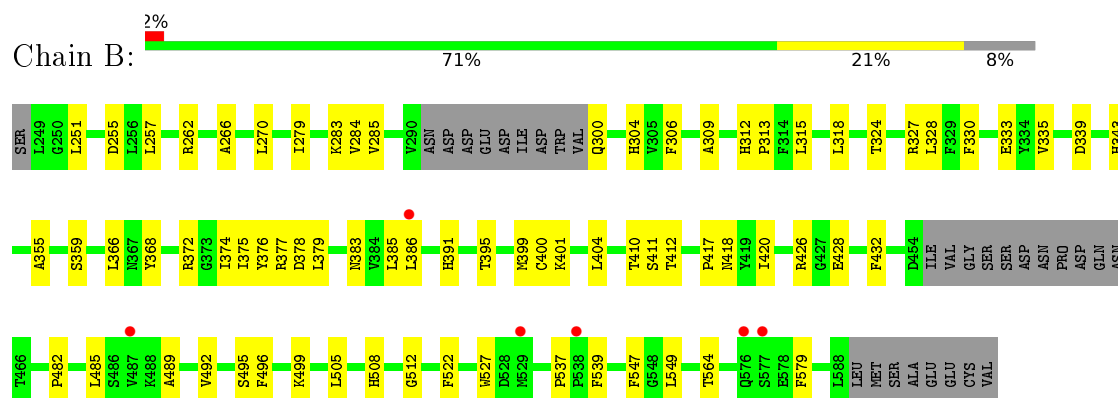 2%
Chain B:
71% 21% 8%
SER L249 G250 L251 D255 L256 L257 R262 A266 L270 I279 K283 V284 V285 V290 ASN ASP ASP GLU ASP ILE ASP TRP VAL Q300 H304 V305 F306 A309 H312 P313 F314 L315 L318 T324 R327 L328 F329 F330 E333 Y334 V335 D339
A355 S359 L366 N367 Y368 R372 G373 I374 I375 Y376 R377 D378 L379 N383 V384 L385 L386 H391 T395 M399 C400 K401 L404 T410 S411 T412 P417 N418 Y419 I420 R426 G427 E428 F432 D454 ILE VAL GLY SER SER ASP ASN PRO ASP GLN ASN
T466 P482 L485 S486 V487 K488 A489 V492 S495 F496 K499 L505 H508 G512 F522 W527 D528 M529 P537 P538 F539 F547 G548 L549 T564 Q576 S577 E578 F579 L588 LEU MET SER ALA GLU GLU CYS VAL